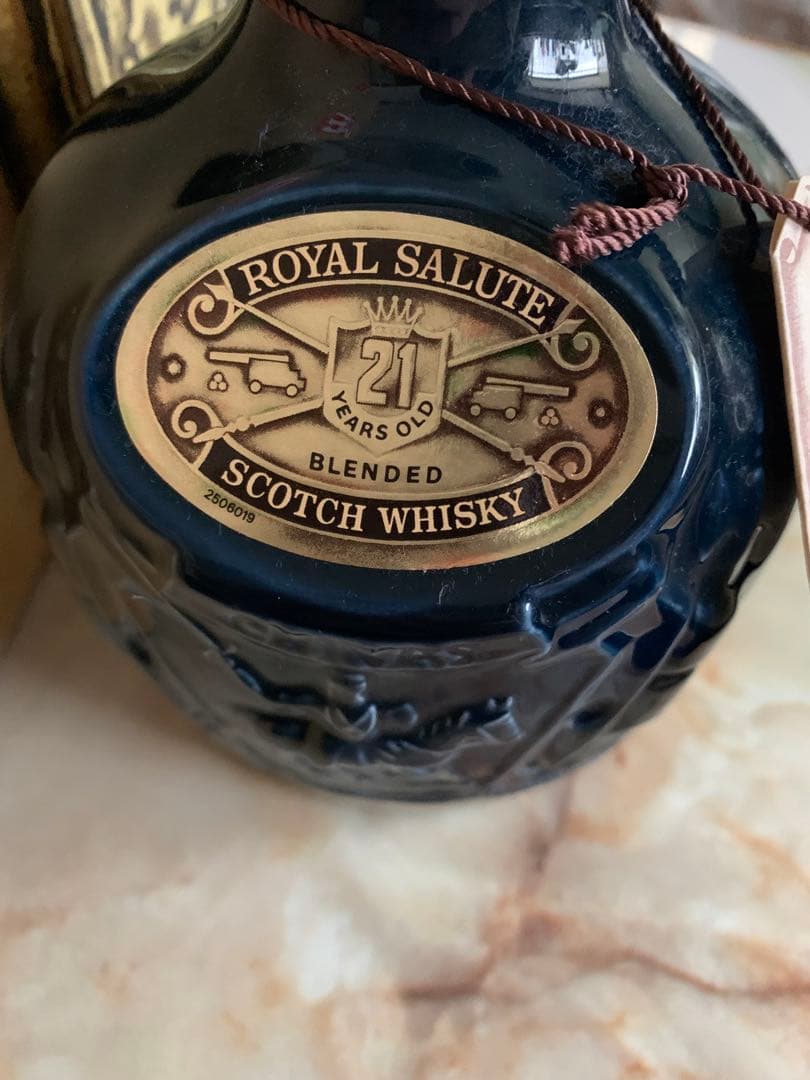 ROYAL SALUTE
21
YEARS OLD
BLENDED
SCOTCH WHISKY
2506019